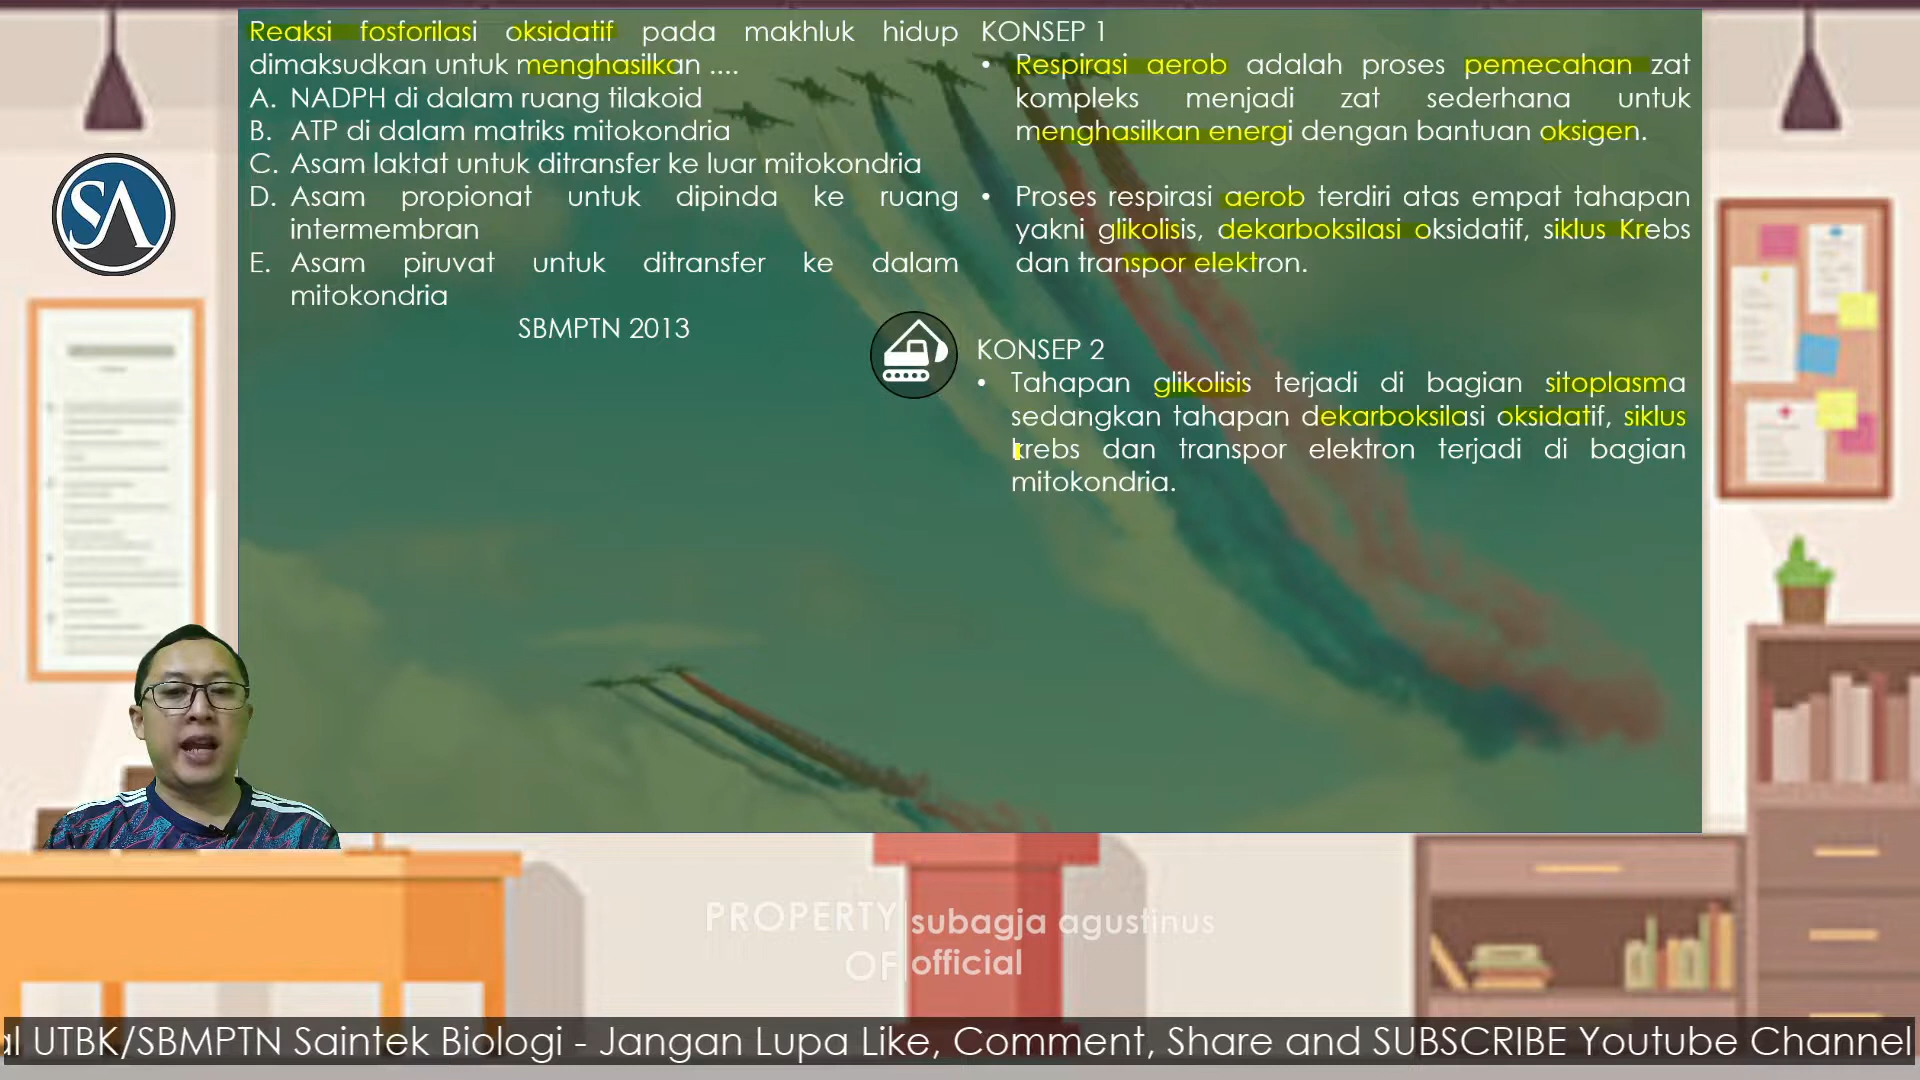 Reaksi fosforilasi oksidatif pada makhluk hidup
dimaksudkan untuk menghasilkan ....
A. NADPH di dalam ruang tilakoid
B. ATP di dalam matriks mitokondria
C. Asam laktat untuk ditransfer ke luar mitokondria
D. Asam propionat untuk dipinda ke ruang
intermembran
E. Asam piruvat untuk ditransfer ke dalam
mitokondria
SBMPTN 2013
KONSEP 1
• Respirasi aerob adalah proses pemecahan zat
kompleks menjadi zat sederhana untuk
menghasilkan energi dengan bantuan oksigen.
• Proses respirasi aerob terdiri atas empat tahapan
yakni glikolisis, dekarboksilasi oksidatif, siklus Krebs
dan transpor elektron.
KONSEP 2
• Tahapan glikolisis terjadi di bagian sitoplasma
sedangkan tahapan dekarboksilasi oksidatif, siklus
krebs dan transpor elektron terjadi di bagian
mitokondria.
SA
PROPERTY OF
subagja agustinus
official
al UTBK/SBMPTN Saintek Biologi - Jangan Lupa Like, Comment, Share and SUBSCRIBE Youtube Channel